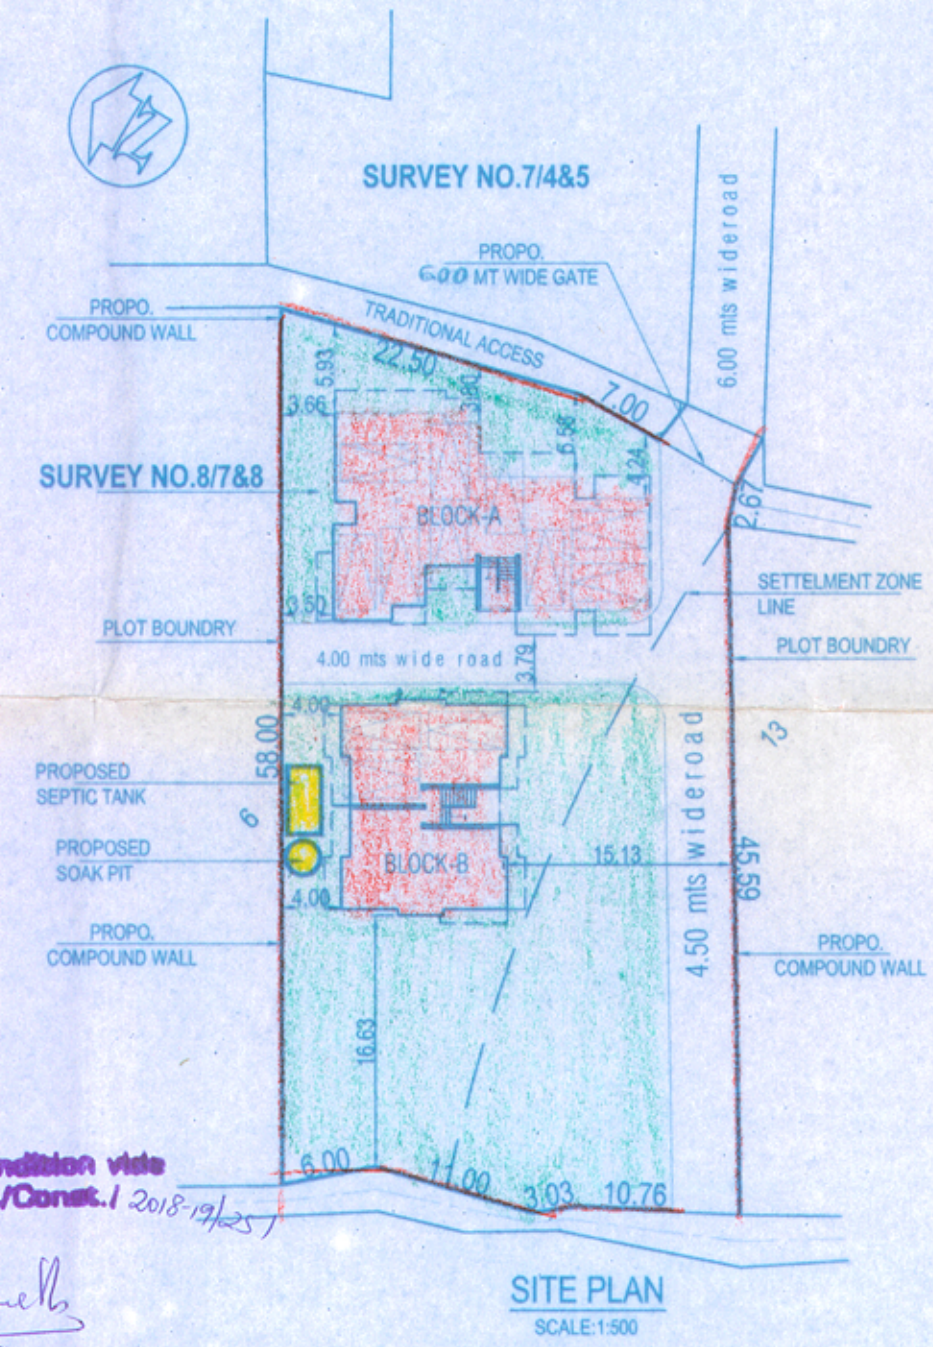 SURVEY NO.7/4&5
6.00 mts wideroad
PROPO.
6.00 MT WIDE GATE
PROPO.
COMPOUND WALL
TRADITIONAL ACCESS
22.50
5.93
3.80
7.00
3.66
6.58
4.24
SURVEY NO.8/7&8
BLOCK-A
2.67
SETTELMENT ZONE
LINE
3.50
PLOT BOUNDRY
PLOT BOUNDRY
4.00 mts wide road
3.79
4.00
58.00
13
PROPOSED
SEPTIC TANK
6
4.50 mts wideroad
PROPOSED
SOAK PIT
BLOCK-B
15.13
45.59
4.00
PROPO.
COMPOUND WALL
PROPO.
COMPOUND WALL
16.63
6.00
11.00
3.03
10.76
ndition vide
/Const./ 2018-19/251
SITE PLAN
SCALE:1:500